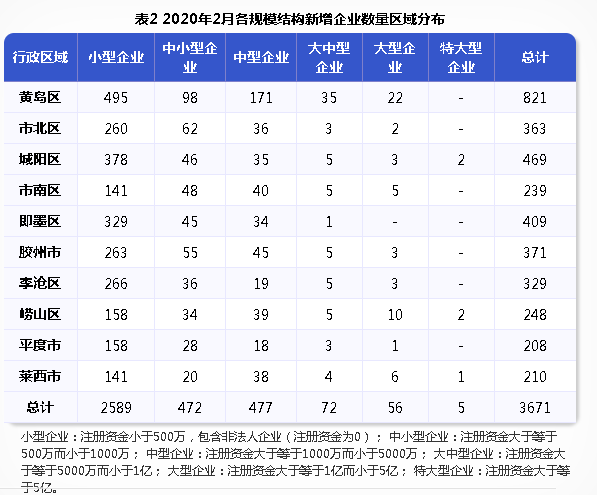 表2 2020年2月各规模结构新增企业数量区域分布
行政区域 小型企业 中小型企业 中型企业 大中型企业 大型企业 特大型企业 总计
黄岛区 495 98 171 35 22 - 821
市北区 260 62 36 3 2 - 363
城阳区 378 46 35 5 3 2 469
市南区 141 48 40 5 5 - 239
即墨区 329 45 34 1 - - 409
胶州市 263 55 45 5 3 - 371
李沧区 266 36 19 5 3 - 329
崂山区 158 34 39 5 10 2 248
平度市 158 28 18 3 1 - 208
莱西市 141 20 38 4 6 1 210
总计 2589 472 477 72 56 5 3671
小型企业：注册资金小于500万，包含非法人企业（注册资金为0）； 中小型企业：注册资金大于等于
500万而小于1000万； 中型企业：注册资金大于等于1000万而小于5000万； 大中型企业：注册资金大
于等于5000万而小于1亿； 大型企业：注册资金大于等于1亿而小于5亿； 特大型企业：注册资金大于等
于5亿。